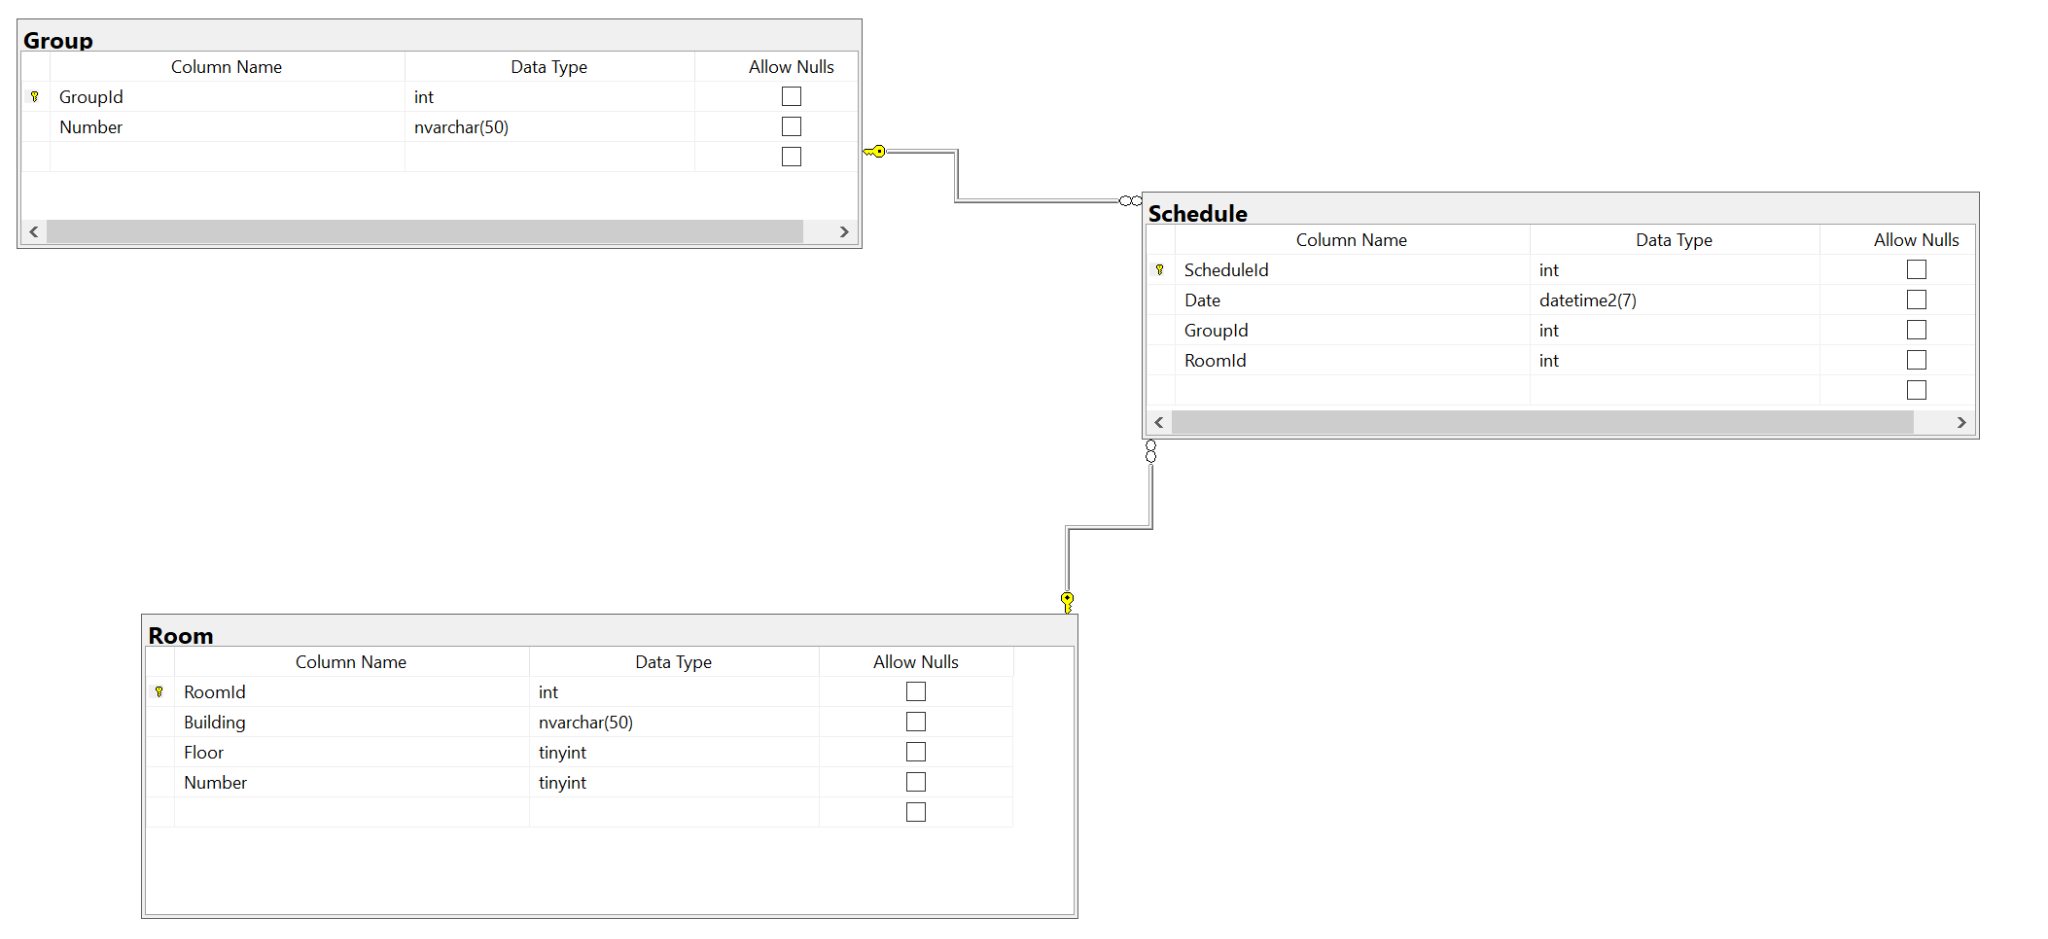 Group
Column Name Data Type Allow Nulls
GroupId int
Number nvarchar(50)
Schedule
Column Name Data Type Allow Nulls
ScheduleId int
Date datetime2(7)
GroupId int
RoomId int
Room
Column Name Data Type Allow Nulls
RoomId int
Building nvarchar(50)
Floor tinyint
Number tinyint